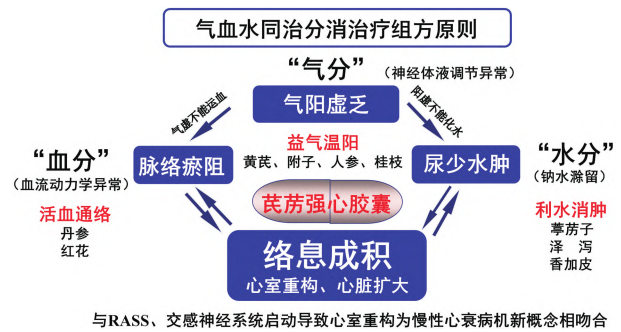 气血水同治分消治疗组方原则
“气分”
（神经体液调节异常）
气阳虚乏
气虚不能运血
阳虚不能化水
“血分”
（血流动力学异常）
脉络瘀阻
益气温阳
黄芪、附子、人参、桂枝
尿少水肿
“水分”
（钠水滁留）
活血通络
丹参
红花
芪苈强心胶囊
利水消肿
葶苈子
泽 泻
香加皮
络息成积
心室重构、心脏扩大
与RASS、交感神经系统启动导致心室重构为慢性心衰病机新概念相吻合